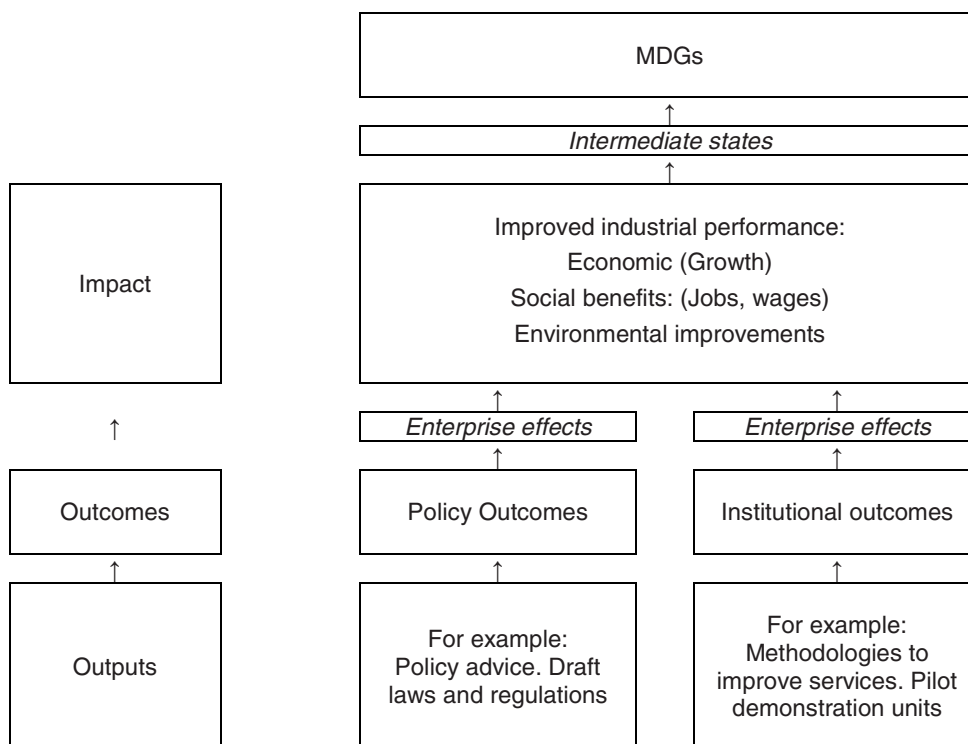 MDGs
↑
Intermediate states
↑
Impact
Improved industrial performance:
Economic (Growth)
Social benefits: (Jobs, wages)
Environmental improvements
↑ ↑ ↑
Enterprise effects
Enterprise effects
↑ ↑
Outcomes
Policy Outcomes
Institutional outcomes
↑ ↑ ↑
Outputs
For example:
Policy advice. Draft
laws and regulations
For example:
Methodologies to
improve services. Pilot
demonstration units